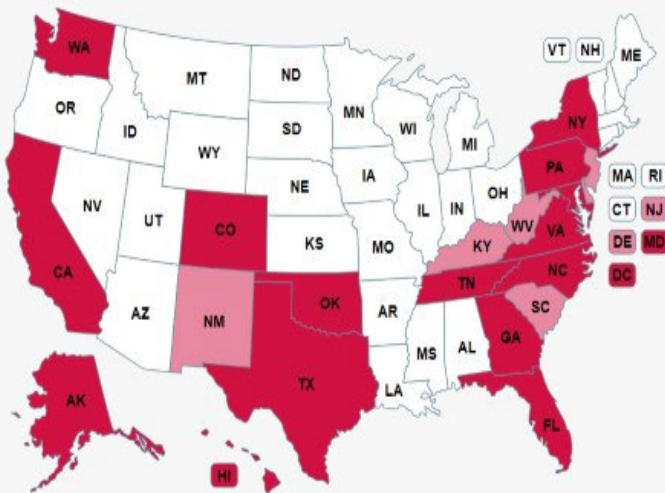 WA
MT
ND
MN
VT NH
ME
OR
ID
WY
SD
WI
MI
NY
NV
UT
CO
NE
IA
IL
IN
OH
PA
MA RI
CT NJ
WV
VA
DE MD
DC
CA
KS
MO
KY
AZ
NM
OK
AR
TN
NC
SC
TX
LA
MS
AL
GA
AK
HI
FL